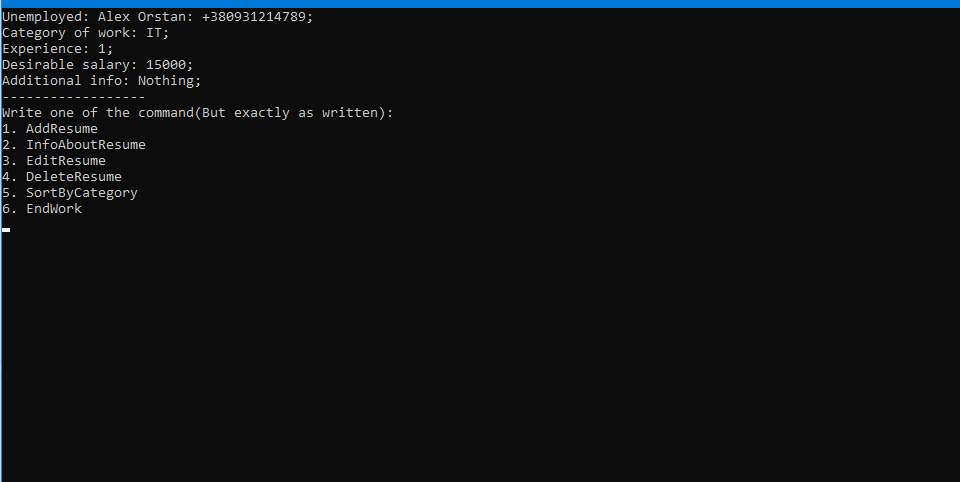 Unemployed: Alex Orstan: +380931214789;
Category of work: IT;
Experience: 1;
Desirable salary: 15000;
Additional info: Nothing;
------------------
Write one of the command(But exactly as written):
1. AddResume
2. InfoAboutResume
3. EditResume
4. DeleteResume
5. SortByCategory
6. EndWork